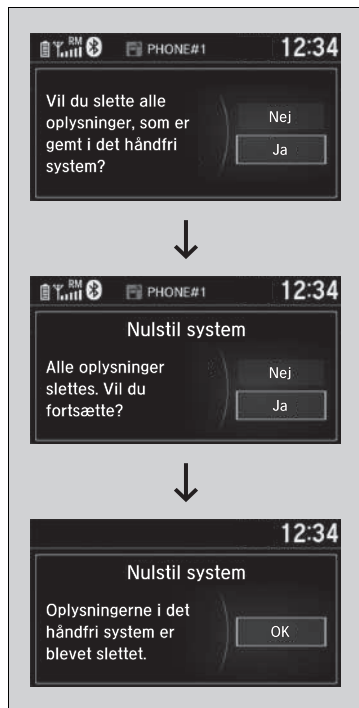 RM
PHONE#1
12:34
Vil du slette alle
oplysninger, som er
gemt i det håndfri
system?
Nej
Ja
RM
PHONE#1
12:34
Nulstil system
Alle oplysninger
slettes. Vil du
fortsætte?
Nej
Ja
12:34
Nulstil system
Oplysningerne i det
håndfri system er
blevet slettet.
OK